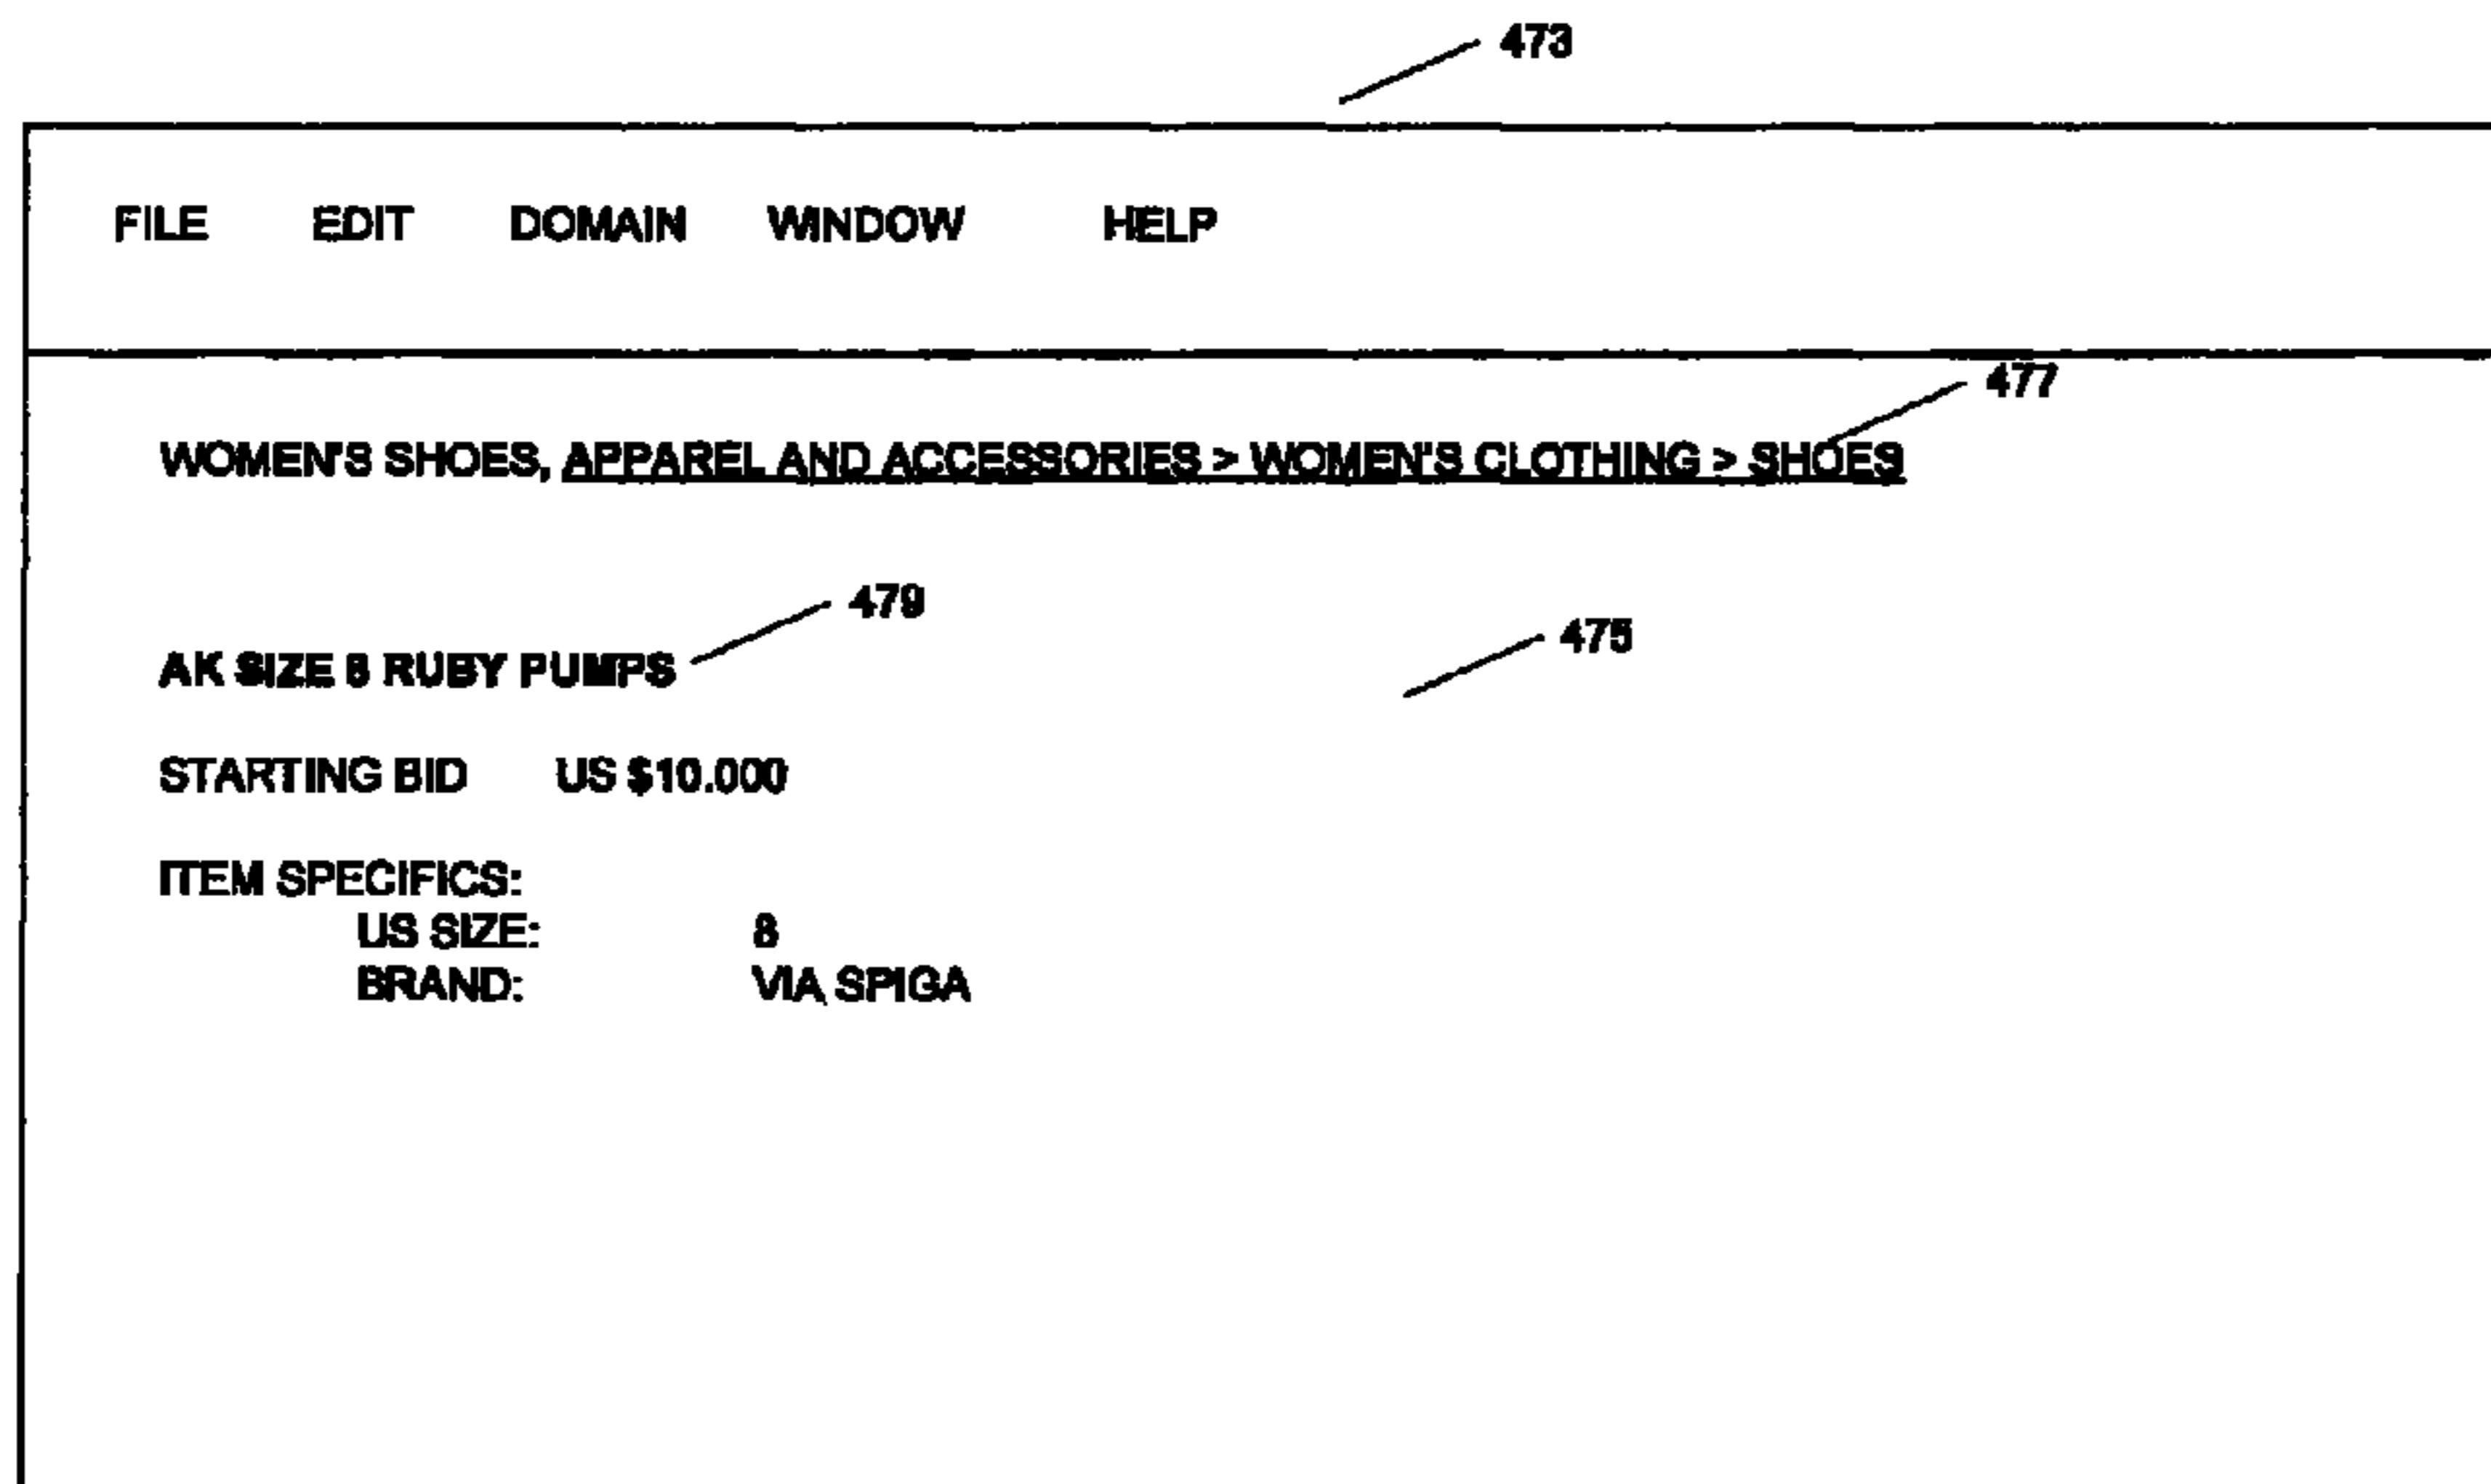 473
FILE EDIT DOMAIN WINDOW HELP
477
WOMEN'S SHOES, APPAREL AND ACCESSORIES > WOMEN'S CLOTHING > SHOES
479
475
AK SIZE 8 RUBY PUMPS
STARTING BID US $10.000
ITEM SPECIFICS:
US SIZE: 8
BRAND: VIA SPIGA